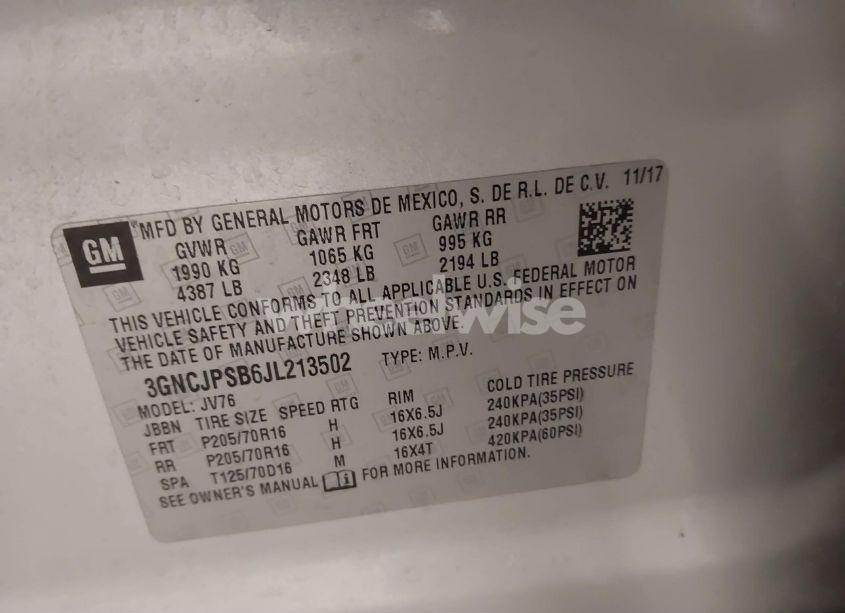 GM
MFD BY GENERAL MOTORS DE MEXICO, S. DE R.L. DE C.V. 11/17
GVWR GAWR FRT GAWR RR
1990 KG 1065 KG 995 KG
4387 LB 2348 LB 2194 LB
THIS VEHICLE CONFORMS TO ALL APPLICABLE U.S. FEDERAL MOTOR
VEHICLE SAFETY AND THEFT PREVENTION STANDARDS IN EFFECT ON
THE DATE OF MANUFACTURE SHOWN ABOVE.
3GNCJPSB6JL213502 TYPE: M.P.V.
MODEL: JV76
JBBN TIRE SIZE SPEED RTG RIM COLD TIRE PRESSURE
FRT P205/70R16 H 16X6.5J 240KPA(35PSI)
RR P205/70R16 H 16X6.5J 240KPA(35PSI)
SPA T125/70D16 M 16X4T 420KPA(60PSI)
SEE OWNER'S MANUAL FOR MORE INFORMATION.